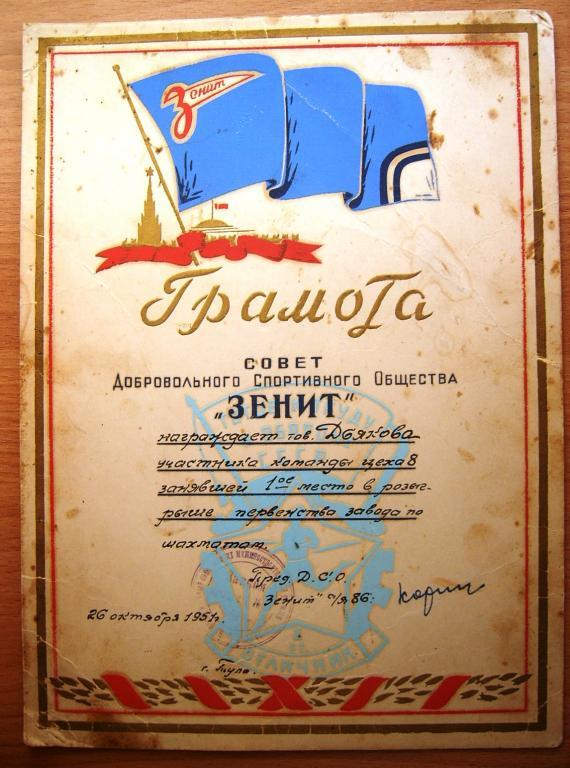 Зенит
Грамота
СОВЕТ
Добровольного Спортивного Общества
„ЗЕНИТ“
награждает тов. Дьякова
участника команды цеха 8
занявшей 1ое место в розыг-
рыше первенства завода по
шахматам.
Пред. Д.С.О.
„Зенит" п/я 86:
26 октября 1951г.
ОТЛИЧНИК
г. Тула.